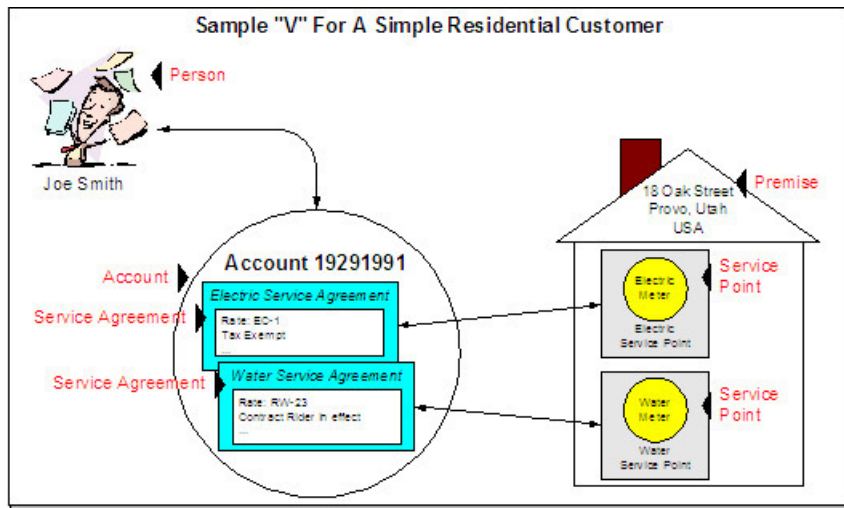 Sample "V" For A Simple Residential Customer
Person
Joe Smith
18 Oak Street
Provo, Utah
USA
Premise
Account 19291991
Account
Electric Service Agreement
Service Agreement
Rate: EC-1
Tax Exempt
...
Water Service Agreement
Service Agreement
Rate: RW-23
Contract Rider in effect
...
Electric
Meter
Electric
Service Point
Service
Point
Water
Meter
Water
Service Point
Service
Point